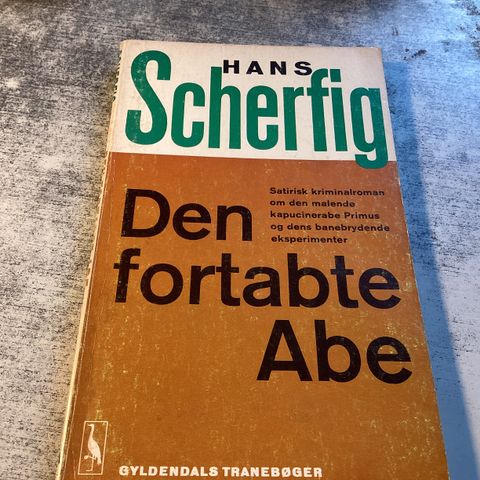 HANS
Scherfig
Den
fortabte
Abe
Satirisk kriminalroman
om den malende
kapucinerabe Primus
og dens banebrydende
eksperimenter
GYLDENDALS TRANEBØGER